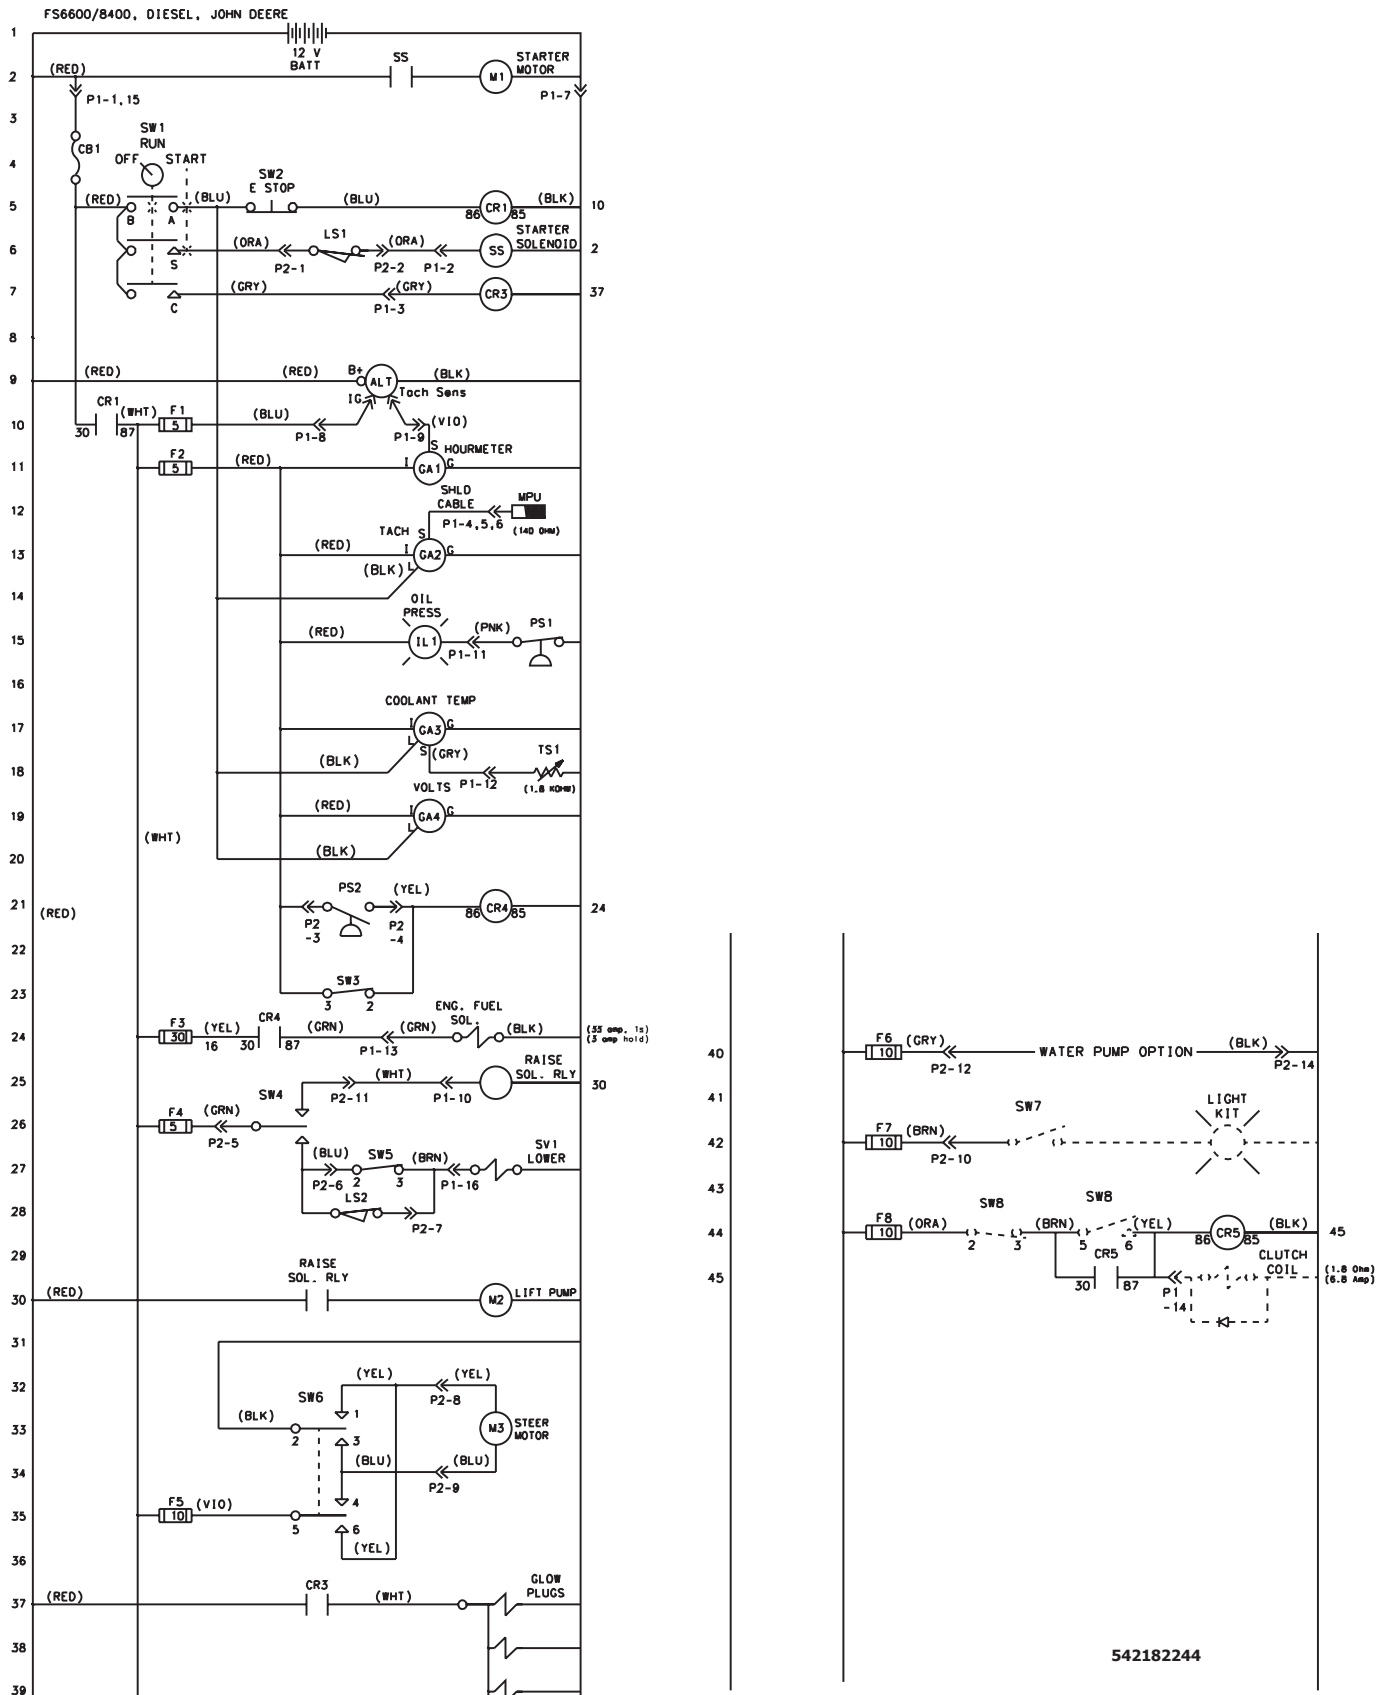 FS6600/8400, DIESEL, JOHN DEERE
1
12 V
BATT
SS
STARTER
MOTOR
2
(RED)
M1
P1-1,15
P1-7
3
SW1
RUN
CB1
OFF
START
4
SW2
E STOP
5
(RED)
(BLU)
(BLU)
(BLK)
B
A
86
CR1
85
10
STARTER
SOLENOID
6
(ORA)
LS1
(ORA)
SS
2
S
P2-1
P2-2
P1-2
7
(GRY)
(GRY)
CR3
37
C
P1-3
8
9
(RED)
(RED)
B+
ALT
(BLK)
Tach Sens
IG
CR1
(WHT)
F1
(BLU)
(VIO)
10
30
87
5
P1-8
P1-9
S
HOURMETER
F2
11
5
(RED)
I
GA1
G
SHLD
CABLE
MPU
12
P1-4,5,6
(140 OHM)
TACH
S
13
(RED)
I
GA2
G
(BLK)
L
14
OIL
PRESS
15
(RED)
IL1
(PNK)
PS1
P1-11
16
COOLANT TEMP
17
I
GA3
G
L
S
(GRY)
TS1
18
(BLK)
P1-12
(1.8 KOHM)
VOLTS
19
(RED)
I
GA4
G
L
(WHT)
20
(BLK)
PS2
(YEL)
21
(RED)
86
CR4
85
24
P2
-3
P2
-4
22
SW3
23
3
2
ENG. FUEL
SOL.
F3
(YEL)
CR4
(GRN)
(GRN)
(BLK)
24
30
16
30
87
P1-13
(33 amp, 1s)
(3 amp hold)
RAISE
SOL. RLY
25
(WHT)
30
SW4
P2-11
P1-10
F4
(GRN)
26
5
P2-5
SV1
LOWER
27
(BLU)
SW5
(BRN)
P2-6
2
3
P1-16
LS2
28
P2-7
29
RAISE
SOL. RLY
30
(RED)
M2
LIFT PUMP
31
32
(YEL)
(YEL)
SW6
P2-8
1
33
(BLK)
2
3
M3
STEER
MOTOR
34
(BLU)
(BLU)
P2-9
F5
(VIO)
4
35
10
5
6
36
(YEL)
GLOW
PLUGS
37
(RED)
CR3
(WHT)
38
39
F6
(GRY)
(BLK)
40
10
WATER PUMP OPTION
P2-12
P2-14
41
LIGHT
KIT
SW7
F7
(BRN)
42
10
P2-10
43
SW8
SW8
F8
(ORA)
(BRN)
(YEL)
(BLK)
44
10
2
3
5
6
86
CR5
85
45
CR5
CLUTCH
COIL
45
30
87
P1
-14
(1.8 Ohm)
(6.8 Amp)
542182244